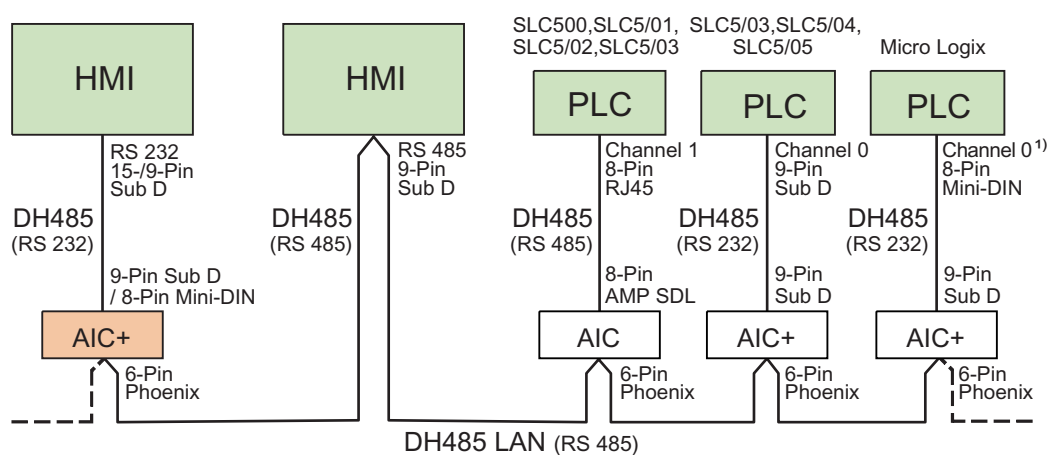 SLC500,SLC5/01,
SLC5/02,SLC5/03
SLC5/03,SLC5/04,
SLC5/05
Micro Logix
HMI
HMI
PLC
PLC
PLC
RS 232
15-/9-Pin
Sub D
RS 485
9-Pin
Sub D
Channel 1
8-Pin
RJ45
Channel 0
9-Pin
Sub D
Channel 0 1)
8-Pin
Mini-DIN
DH485
(RS 232)
DH485
(RS 485)
DH485
(RS 485)
DH485
(RS 232)
DH485
(RS 232)
9-Pin Sub D
/ 8-Pin Mini-DIN
8-Pin
AMP SDL
9-Pin
Sub D
9-Pin
Sub D
AIC+
AIC
AIC+
AIC+
6-Pin
Phoenix
6-Pin
Phoenix
6-Pin
Phoenix
6-Pin
Phoenix
DH485 LAN (RS 485)